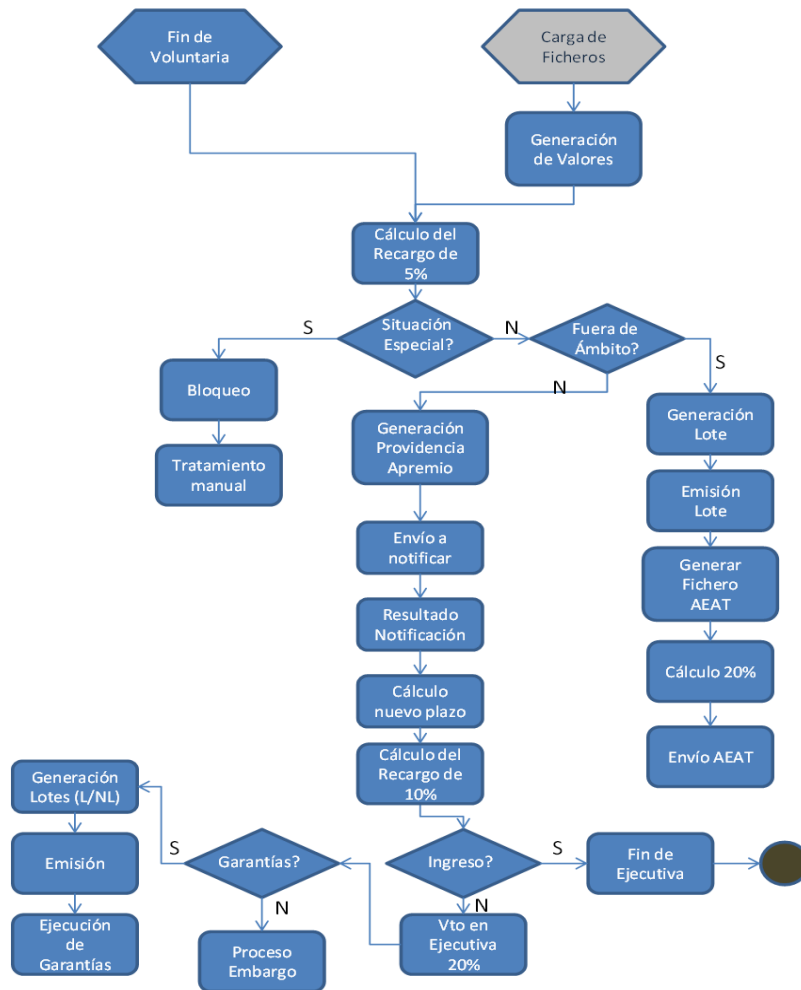 Fin de
Voluntaria
Carga de
Ficheros
Generación
de Valores
Cálculo del
Recargo de
5%
Situación
Especial?
S
N
Fuera de
Ámbito?
S
N
Bloqueo
Tratamiento
manual
Generación
Providencia
Apremio
Envío a
notificar
Resultado
Notificación
Cálculo
nuevo plazo
Cálculo del
Recargo de
10%
Generación
Lote
Emisión
Lote
Generar
Fichero
AEAT
Cálculo 20%
Envío AEAT
Ingreso?
S
N
Fin de
Ejecutiva
Vto en
Ejecutiva
20%
Garantías?
S
N
Proceso
Embargo
Generación
Lotes (L/NL)
Emisión
Ejecución
de
Garantías